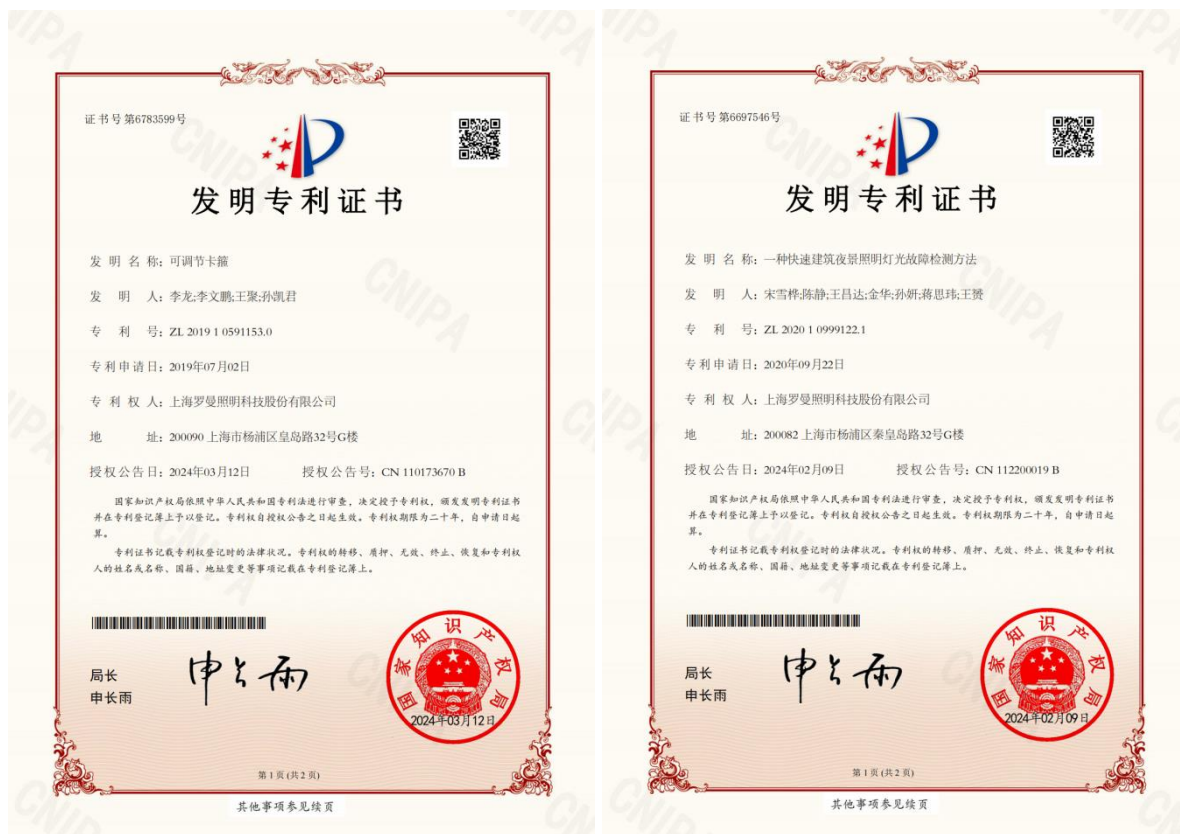 证书号第6783599号
发明专利证书
发明名称：可调节卡箍
发明人：李龙;李文鹏;王聚;孙凯君
专利号：ZL 2019 1 0591153.0
专利申请日：2019年07月02日
专利权人：上海罗曼照明科技股份有限公司
地址：200090 上海市杨浦区皇岛路32号G楼
授权公告日：2024年03月12日 授权公告号：CN 110173670 B
国家知识产权局依照中华人民共和国专利法进行审查，决定授予专利权，颁发发明专利证书
并在专利登记簿上予以登记。专利权自授权公告之日起生效。专利权期限为二十年，自申请日起
算。
专利证书记载专利权登记时的法律状况。专利权的转移、质押、无效、终止、恢复和专利权
人的姓名或名称、国籍、地址变更等事项记载在专利登记簿上。
局长
申长雨
申长雨
国家知识产权局
2024年03月12日
第1页(共2页)
其他事项参见续页
证书号第6697546号
发明专利证书
发明名称：一种快速建筑夜景照明灯光故障检测方法
发明人：宋雪桦;陈静;王昌达;金华;孙妍;蒋思玮;王赟
专利号：ZL 2020 1 0999122.1
专利申请日：2020年09月22日
专利权人：上海罗曼照明科技股份有限公司
地址：200082 上海市杨浦区秦皇岛路32号G楼
授权公告日：2024年02月09日 授权公告号：CN 112200019 B
国家知识产权局依照中华人民共和国专利法进行审查，决定授予专利权，颁发发明专利证书
并在专利登记簿上予以登记。专利权自授权公告之日起生效。专利权期限为二十年，自申请日起
算。
专利证书记载专利权登记时的法律状况。专利权的转移、质押、无效、终止、恢复和专利权
人的姓名或名称、国籍、地址变更等事项记载在专利登记簿上。
局长
申长雨
申长雨
国家知识产权局
2024年02月09日
第1页(共2页)
其他事项参见续页
CNIPA